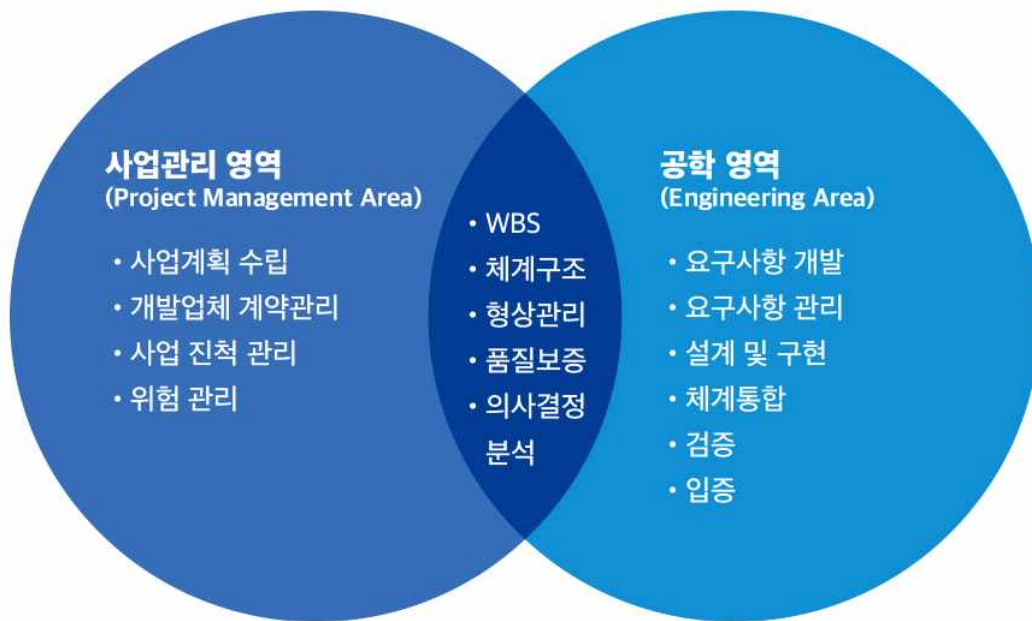 사업관리 영역
(Project Management Area)
• 사업계획 수립
• 개발업체 계약관리
• 사업 진척 관리
• 위험 관리
• WBS
• 체계구조
• 형상관리
• 품질보증
• 의사결정
분석
공학 영역
(Engineering Area)
• 요구사항 개발
• 요구사항 관리
• 설계 및 구현
• 체계통합
• 검증
• 입증